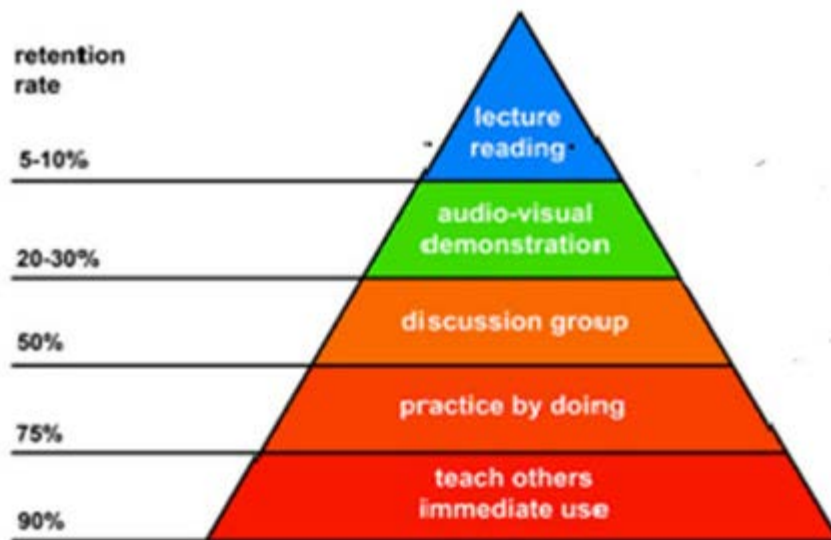 retention
rate
lecture
reading
5-10%
audio-visual
demonstration
20-30%
discussion group
50%
practice by doing
75%
teach others
immediate use
90%